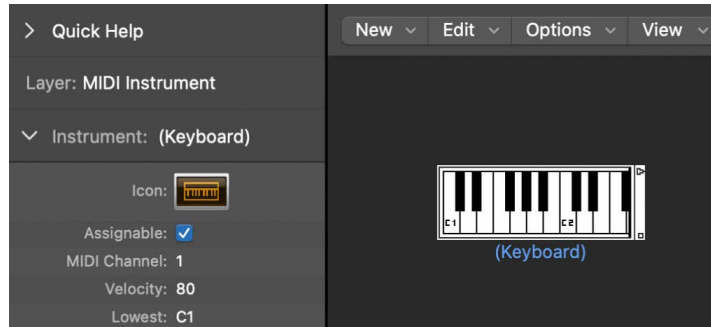 Quick Help
Layer: MIDI Instrument
Instrument: (Keyboard)
Icon:
Assignable:
MIDI Channel: 1
Velocity: 80
Lowest: C1
New Edit Options View
C1 C2
(Keyboard)